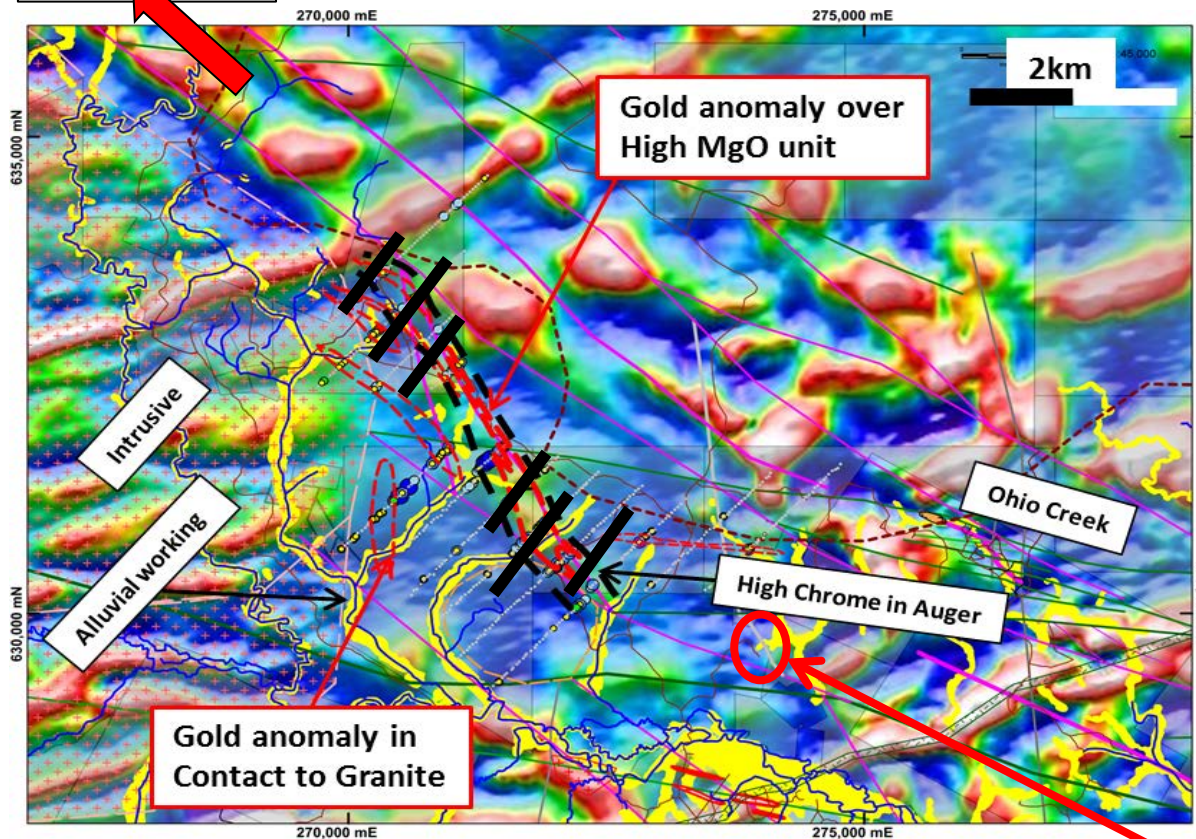 270,000 mE
275,000 mE
2km
635,000 mN
Gold anomaly over
High MgO unit
Intrusive
Alluvial working
Ohio Creek
High Chrome in Auger
630,000 mN
Gold anomaly in
Contact to Granite
270,000 mE
275,000 mE